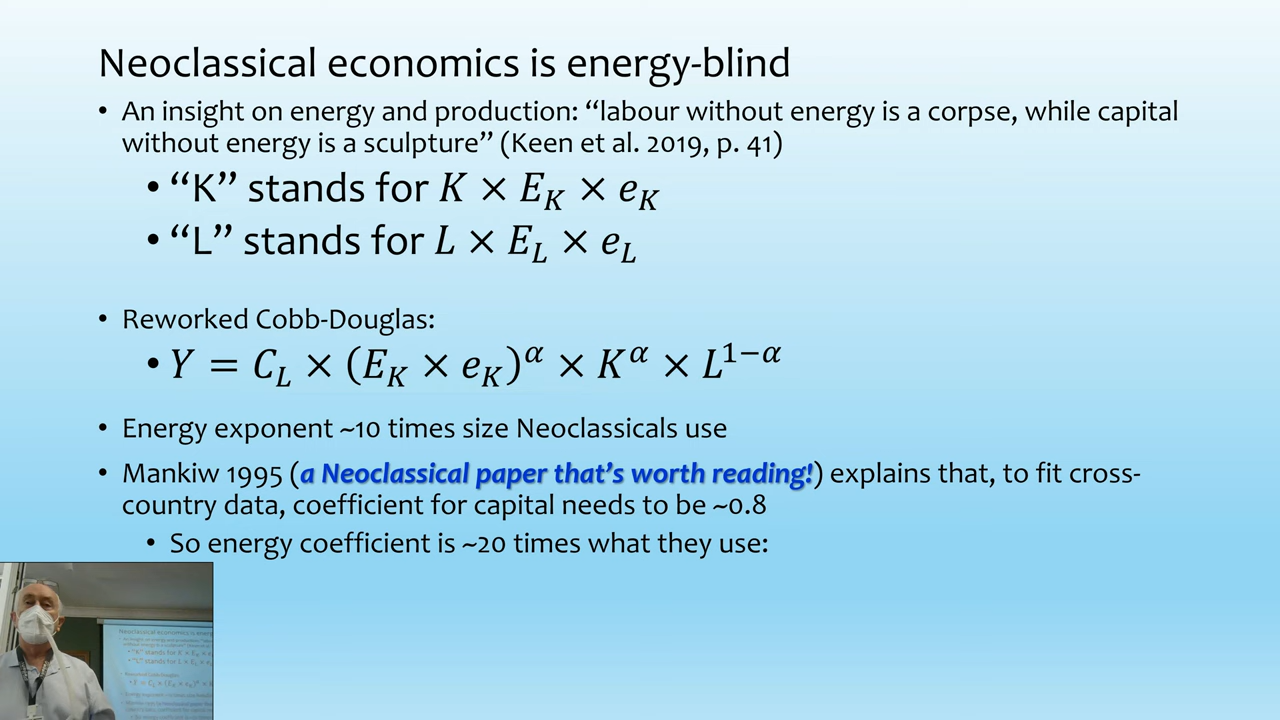 Neoclassical economics is energy-blind
• An insight on energy and production: “labour without energy is a corpse, while capital
without energy is a sculpture” (Keen et al. 2019, p. 41)
• “K” stands for K × E_K × e_K
• “L” stands for L × E_L × e_L
• Reworked Cobb-Douglas:
• Y = C_L × (E_K × e_K)^α × K^α × L^{1−α}
• Energy exponent ~10 times size Neoclassicals use
• Mankiw 1995 (a Neoclassical paper that’s worth reading!) explains that, to fit cross-
country data, coefficient for capital needs to be ~0.8
• So energy coefficient is ~20 times what they use:
Neoclassical economics is energy